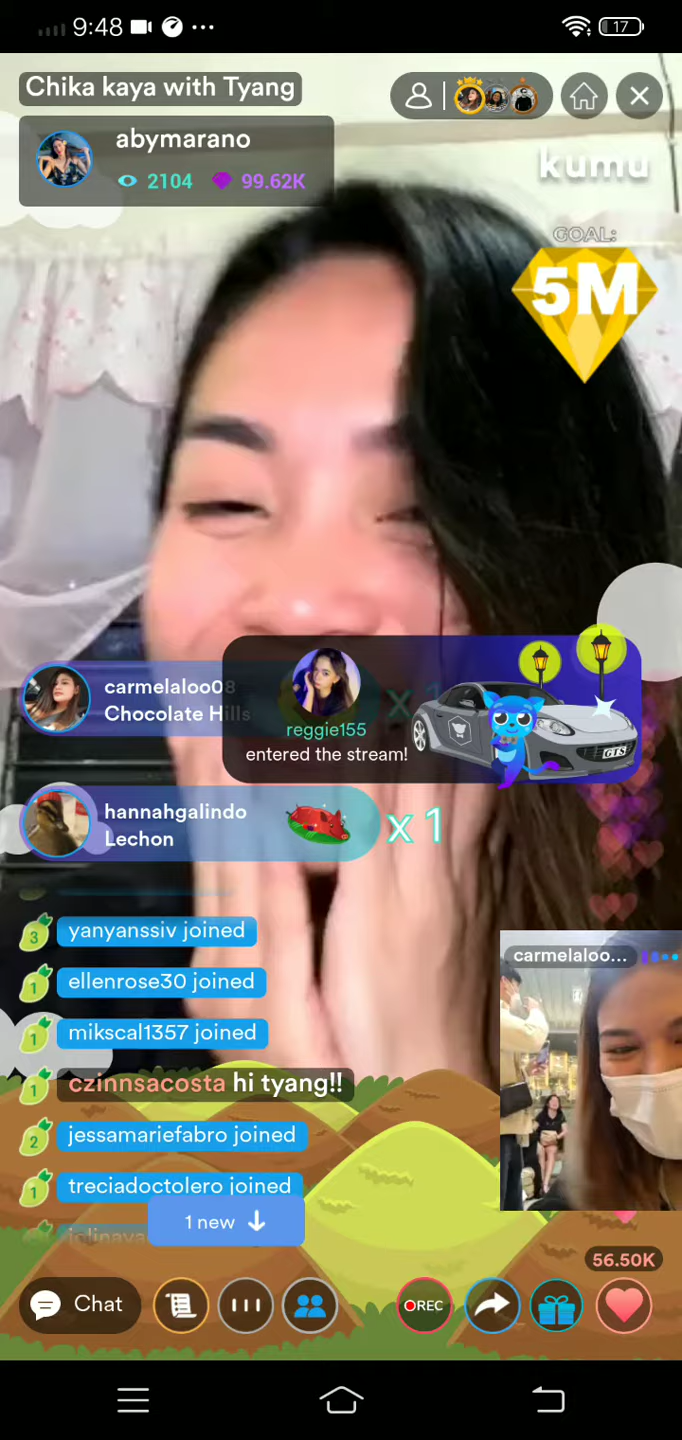 9:48
17
Chika kaya with Tyang
abymarano
2104 99.62K
kumu
GOAL:
5M
carmelaloo08
Chocolate Hills
x 1
reggie155
entered the stream!
GTS
hannahgalindo
Lechon
x 1
3 yanyanssiv joined
carmelaloo...
1 ellenrose30 joined
1 mikscal1357 joined
1 czinnsacosta hi tyang!!
2 jessamariefabro joined
1 treciadoctolero joined
1 new
56.50K
Chat
REC